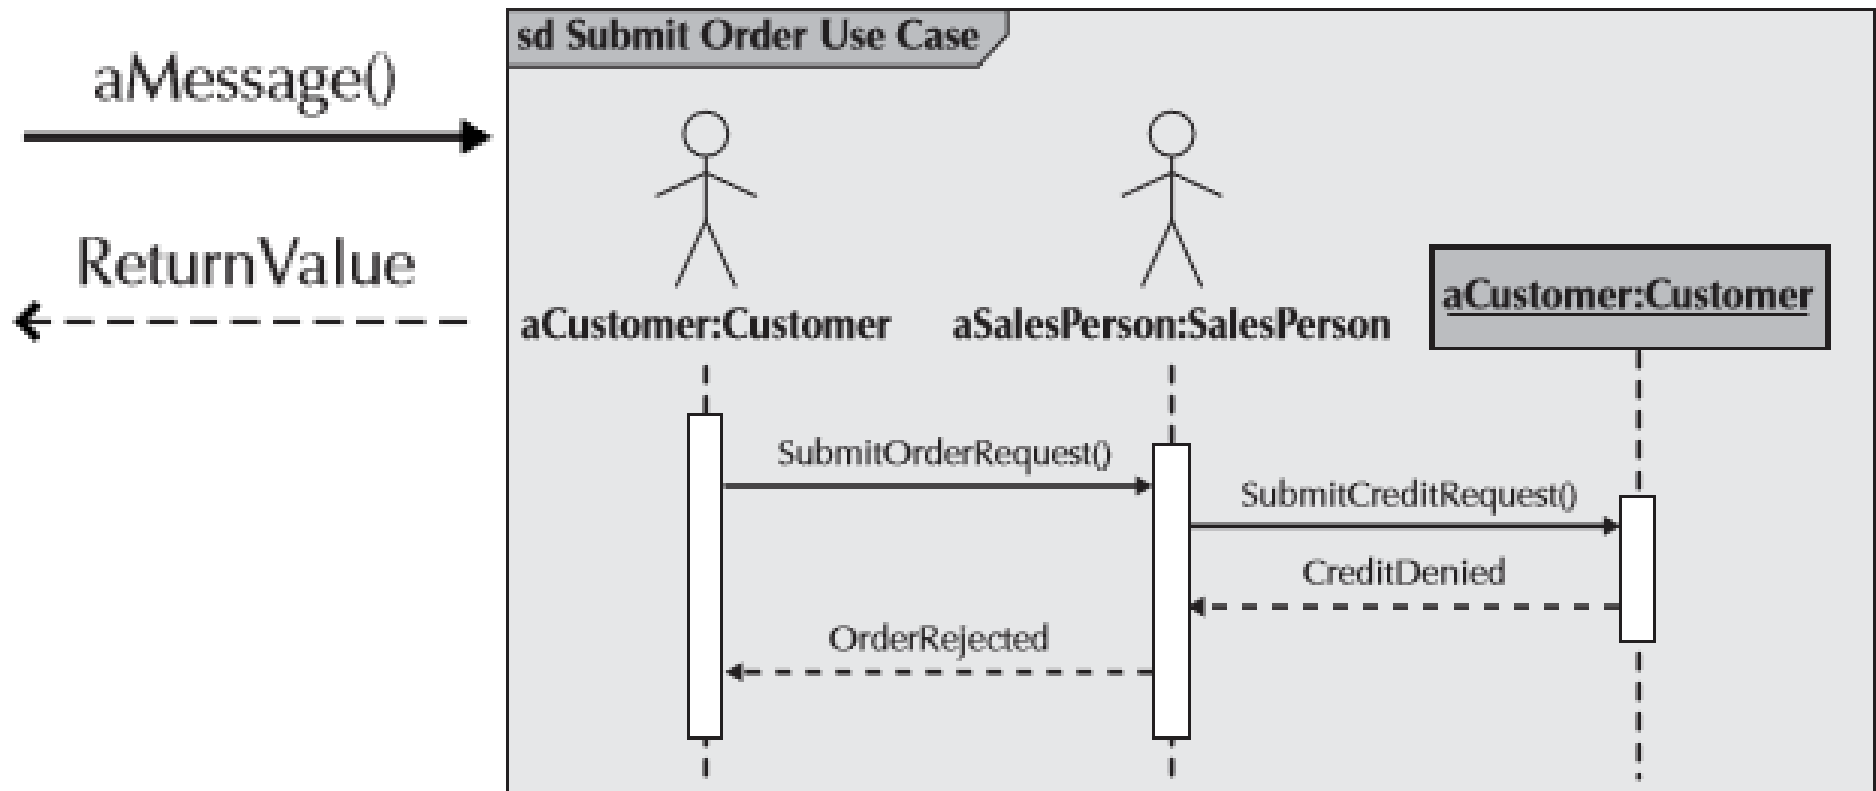 aMessage()
ReturnValue
sd Submit Order Use Case
aCustomer:Customer
aSalesPerson:SalesPerson
aCustomer:Customer
SubmitOrderRequest()
SubmitCreditRequest()
CreditDenied
OrderRejected